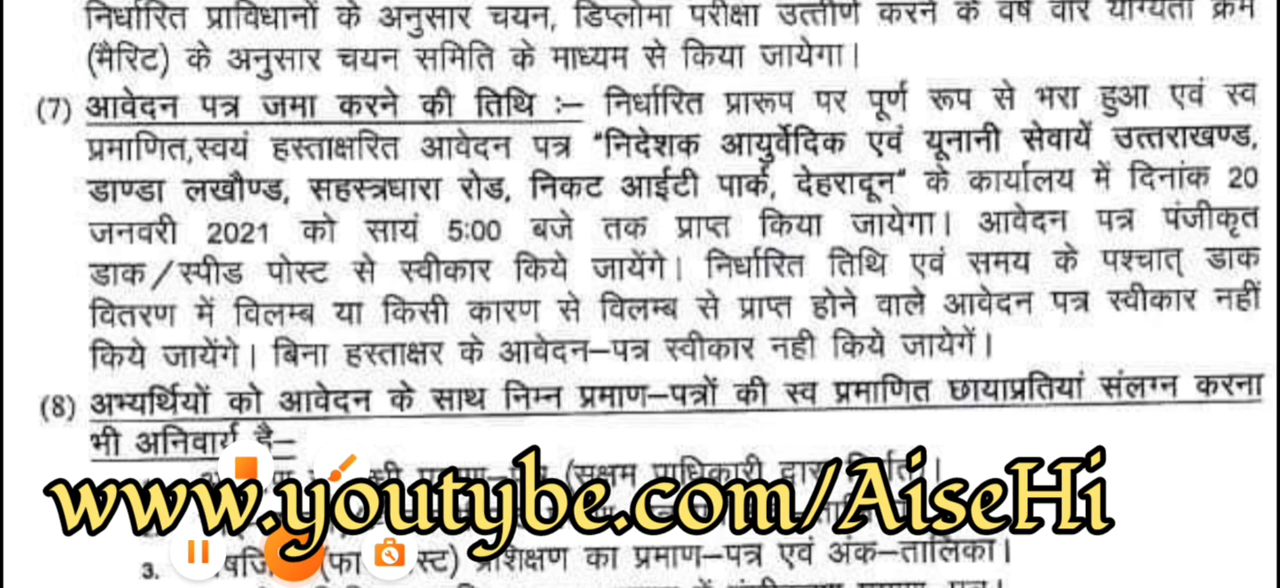 निर्धारित प्राविधानों के अनुसार चयन, डिप्लोमा परीक्षा उत्तीर्ण करने के वर्ष वार योग्यता क्रम
(मैरिट) के अनुसार चयन समिति के माध्यम से किया जायेगा।
(7) आवेदन पत्र जमा करने की तिथि :– निर्धारित प्रारूप पर पूर्ण रूप से भरा हुआ एवं स्व
प्रमाणित,स्वयं हस्ताक्षरित आवेदन पत्र "निदेशक आयुर्वेदिक एवं यूनानी सेवायें उत्तराखण्ड,
डाण्डा लखौण्ड, सहस्त्रधारा रोड, निकट आईटी पार्क, देहरादून" के कार्यालय में दिनांक 20
जनवरी 2021 को सायं 5:00 बजे तक प्राप्त किया जायेगा। आवेदन पत्र पंजीकृत
डाक/स्पीड पोस्ट से स्वीकार किये जायेंगे। निर्धारित तिथि एवं समय के पश्चात् डाक
वितरण में विलम्ब या किसी कारण से विलम्ब से प्राप्त होने वाले आवेदन पत्र स्वीकार नहीं
किये जायेंगे। बिना हस्ताक्षर के आवेदन–पत्र स्वीकार नही किये जायेगें।
(8) अभ्यर्थियों को आवेदन के साथ निम्न प्रमाण–पत्रों की स्व प्रमाणित छायाप्रतियां संलग्न करना
भी अनिवार्य है–
(सक्षम प्राधिकारी द्वारा
www.youtybe.com/AiseHi
3. प्रशिक्षण का प्रमाण–पत्र एवं अंक–तालिका।